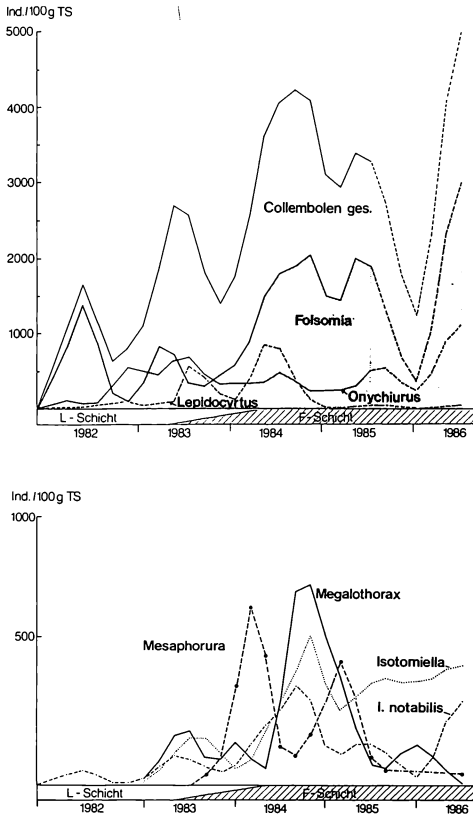 Ind./100g TS
5000
4000
3000
2000
1000
Collembolen ges.
Folsomia
Onychiurus
Lepidocyrtus
L-Schicht
F-Schicht
1982
1983
1984
1985
1986
Ind./100g TS
1000
500
Megalothorax
Mesaphorura
Isotomiella
I. notabilis
L-Schicht
F-Schicht
1982
1983
1984
1985
1986